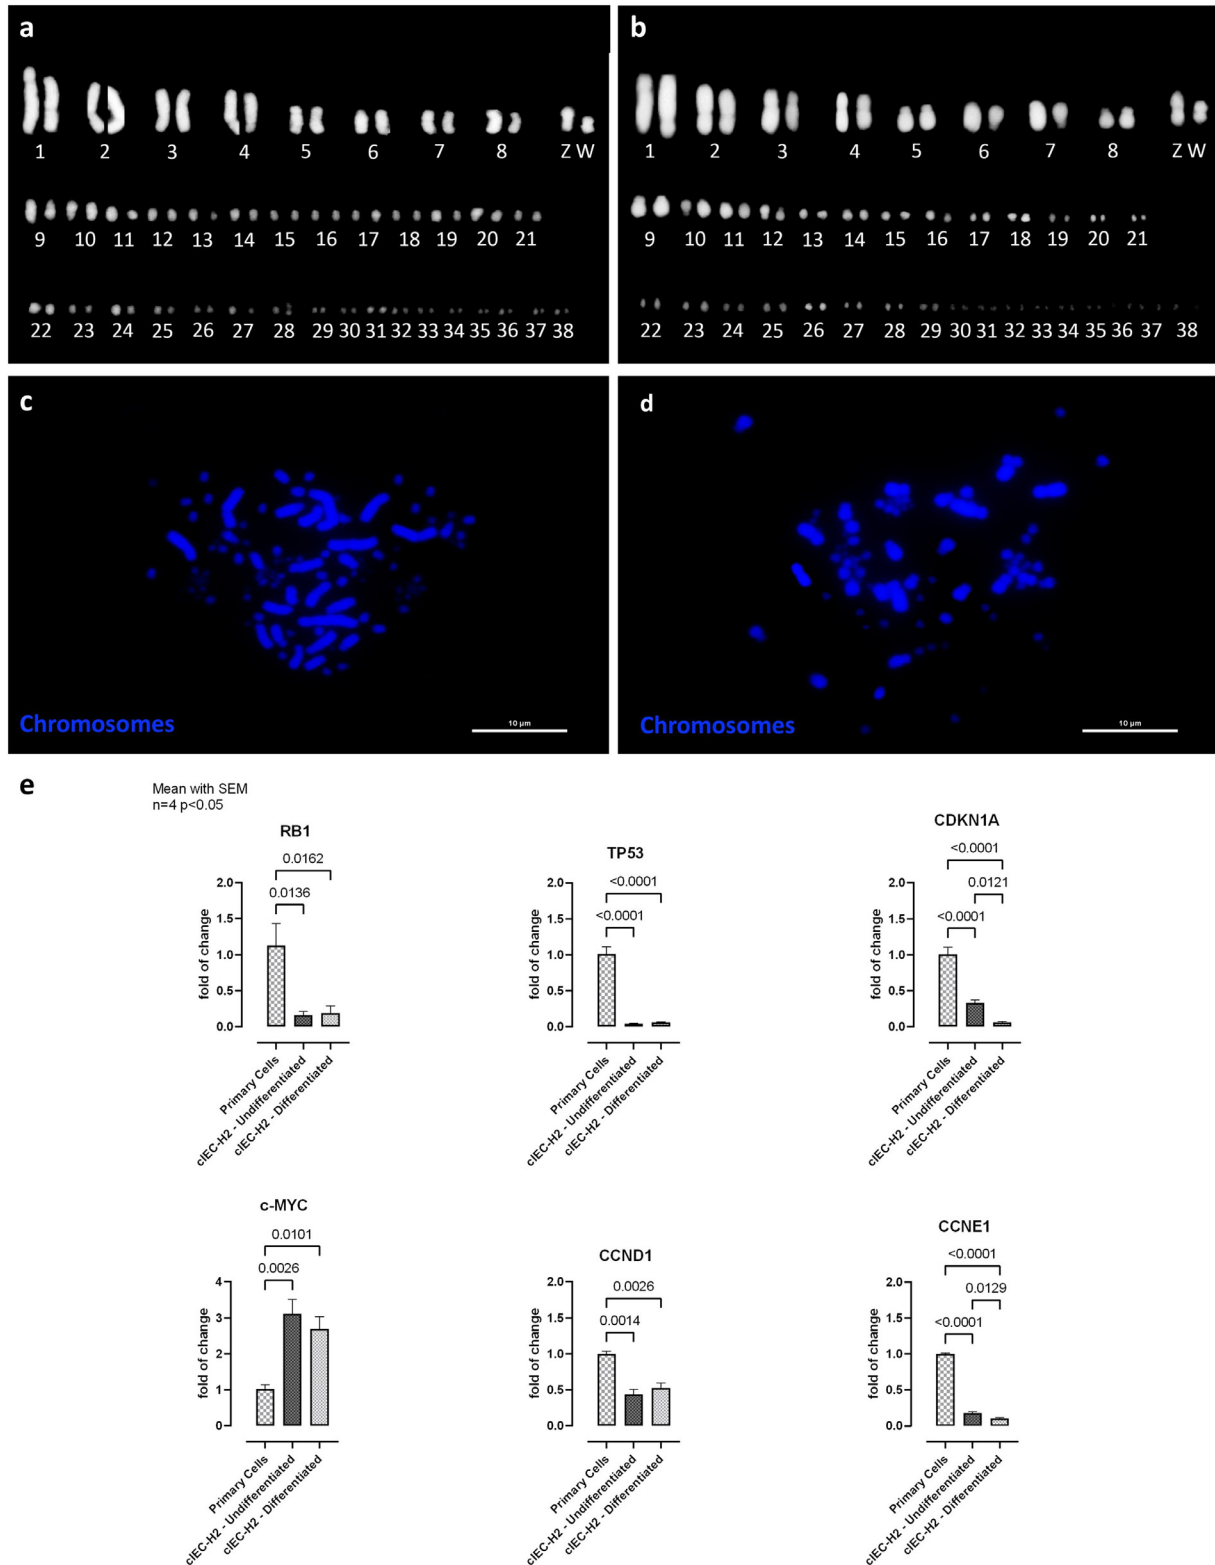 a
1 2 3 4 5 6 7 8 Z W
9 10 11 12 13 14 15 16 17 18 19 20 21
22 23 24 25 26 27 28 29 30 31 32 33 34 35 36 37 38
b
1 2 3 4 5 6 7 8 Z W
9 10 11 12 13 14 15 16 17 18 19 20 21
22 23 24 25 26 27 28 29 30 31 32 33 34 35 36 37 38
c
Chromosomes
10 µm
d
Chromosomes
10 µm
e
Mean with SEM
n=4 p<0.05
RB1
0.0162
0.0136
fold of change
2.0
1.5
1.0
0.5
0.0
Primary Cells
cIEC-H2 - Undifferentiated
cIEC-H2 - Differentiated
TP53
<0.0001
<0.0001
fold of change
2.0
1.5
1.0
0.5
0.0
Primary Cells
cIEC-H2 - Undifferentiated
cIEC-H2 - Differentiated
CDKN1A
<0.0001
0.0121
<0.0001
fold of change
2.0
1.5
1.0
0.5
0.0
Primary Cells
cIEC-H2 - Undifferentiated
cIEC-H2 - Differentiated
c-MYC
0.0101
0.0026
fold of change
4
3
2
1
0
Primary Cells
cIEC-H2 - Undifferentiated
cIEC-H2 - Differentiated
CCND1
0.0026
0.0014
fold of change
2.0
1.5
1.0
0.5
0.0
Primary Cells
cIEC-H2 - Undifferentiated
cIEC-H2 - Differentiated
CCNE1
<0.0001
0.0129
<0.0001
fold of change
2.0
1.5
1.0
0.5
0.0
Primary Cells
cIEC-H2 - Undifferentiated
cIEC-H2 - Differentiated